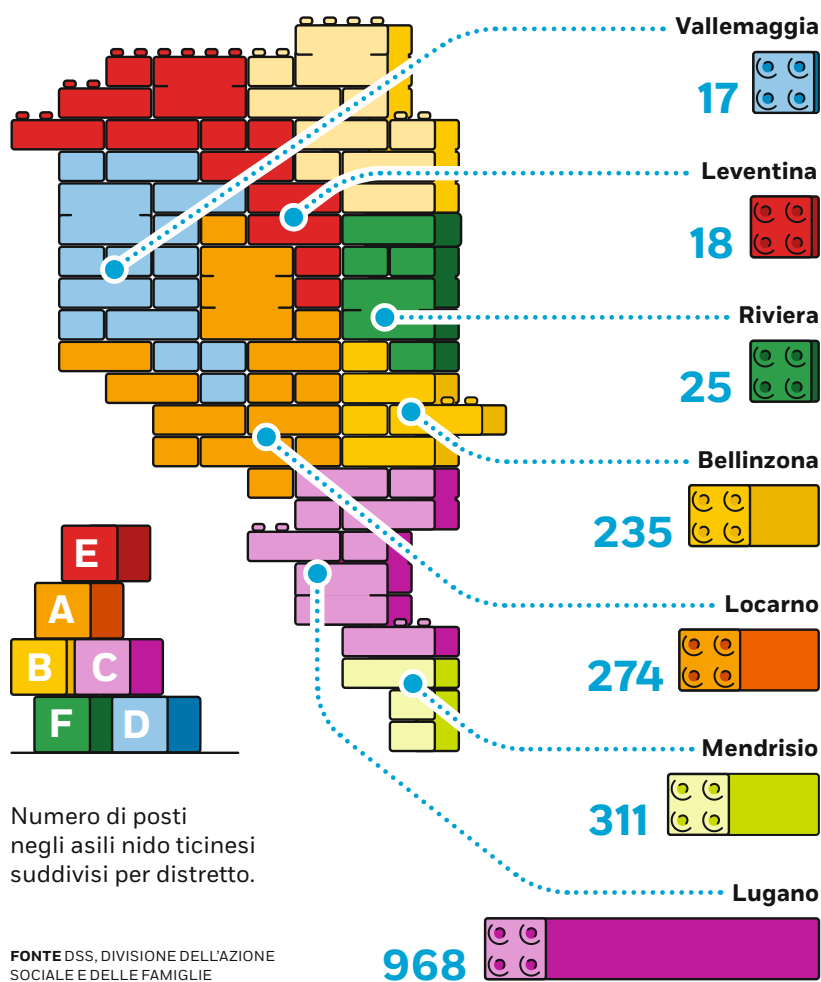 Vallemaggia
17
Leventina
18
Riviera
25
Bellinzona
235
Locarno
274
Mendrisio
311
Lugano
968
E
A
B C
F D
Numero di posti
negli asili nido ticinesi
suddivisi per distretto.
FONTE DSS, DIVISIONE DELL'AZIONE
SOCIALE E DELLE FAMIGLIE